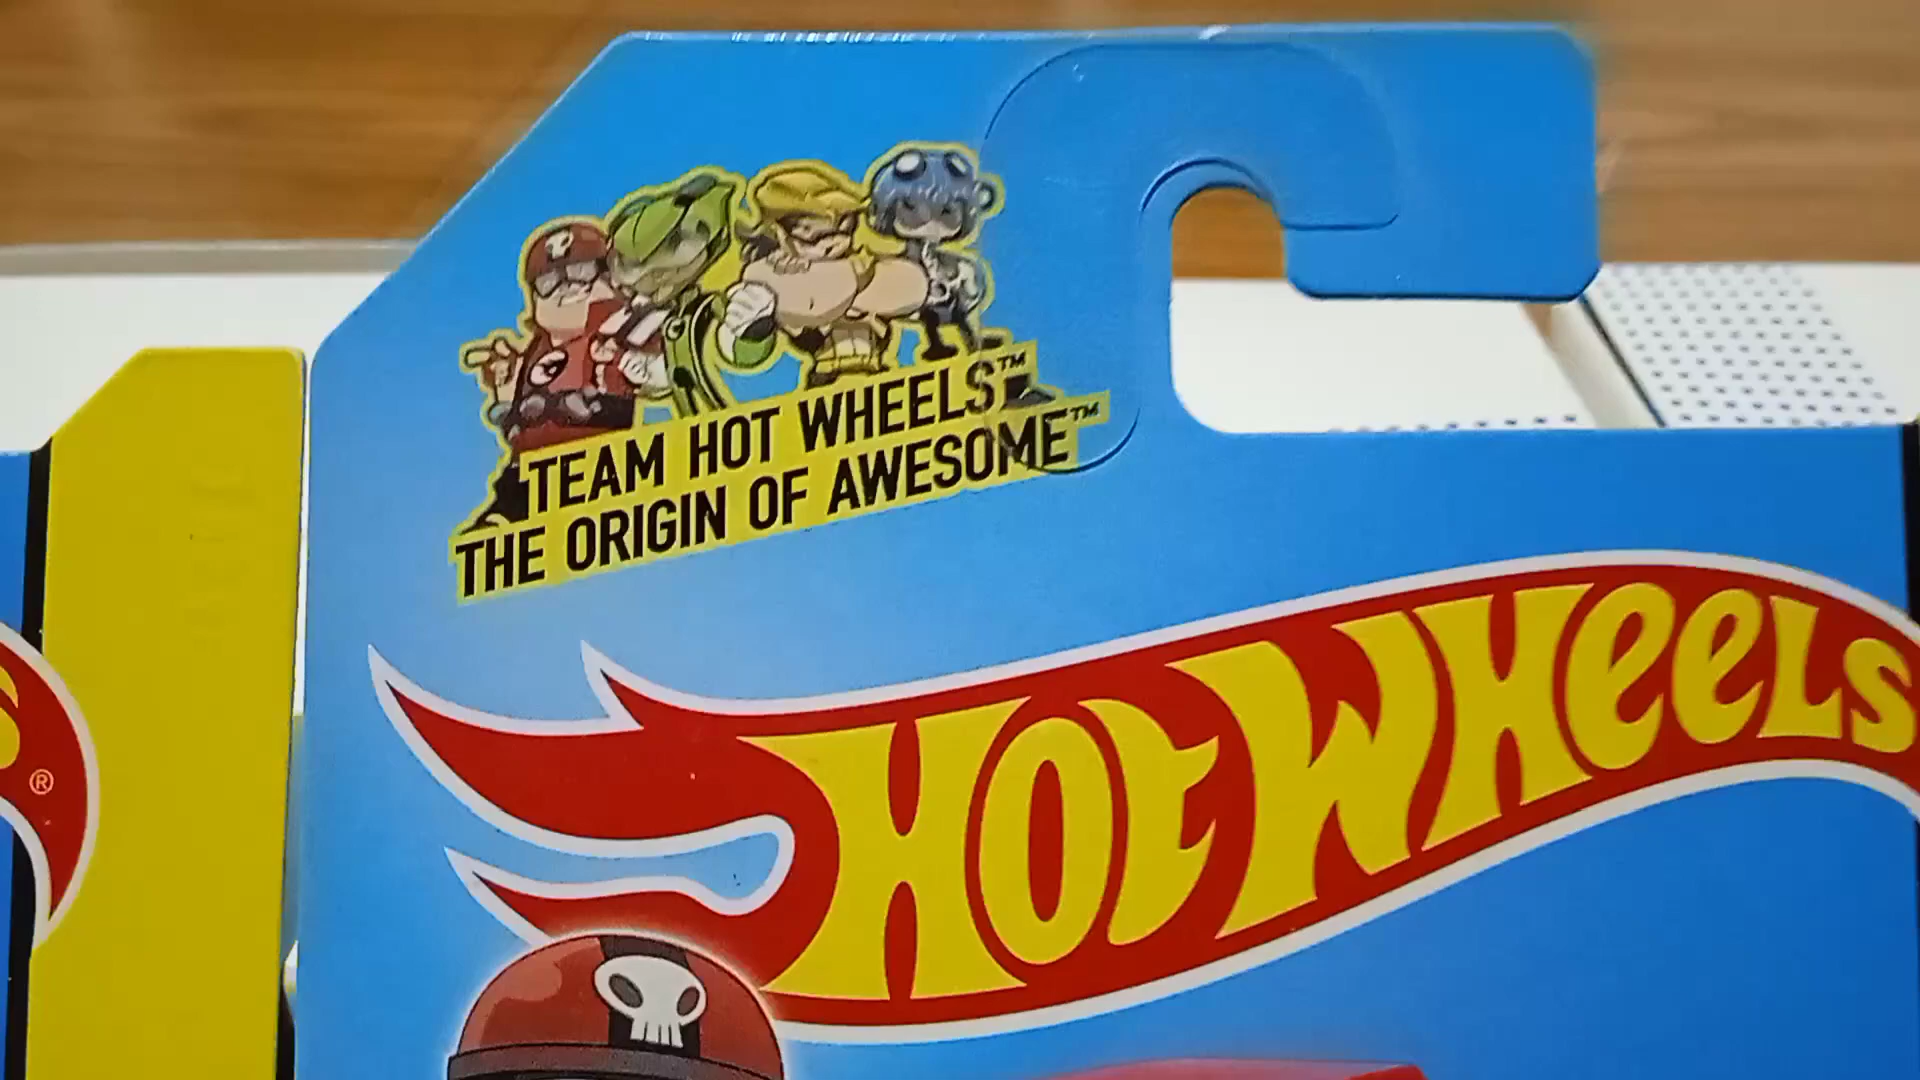 TEAM HOT WHEELS™
THE ORIGIN OF AWESOME™
HOT WHEELS
®